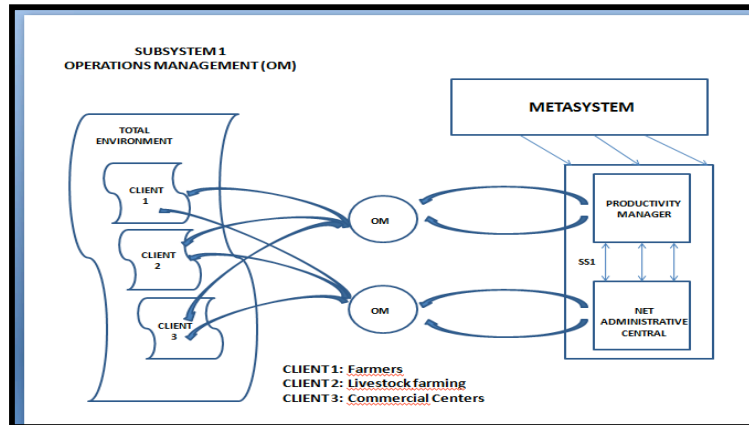 SUBSYSTEM 1
OPERATIONS MANAGEMENT (OM)
METASYSTEM
TOTAL
ENVIRONMENT
CLIENT
1
CLIENT
2
CLIENT
3
OM
OM
PRODUCTIVITY
MANAGER
SS1
NET
ADMINISTRATIVE
CENTRAL
CLIENT 1: Farmers
CLIENT 2: Livestock farming
CLIENT 3: Commercial Centers